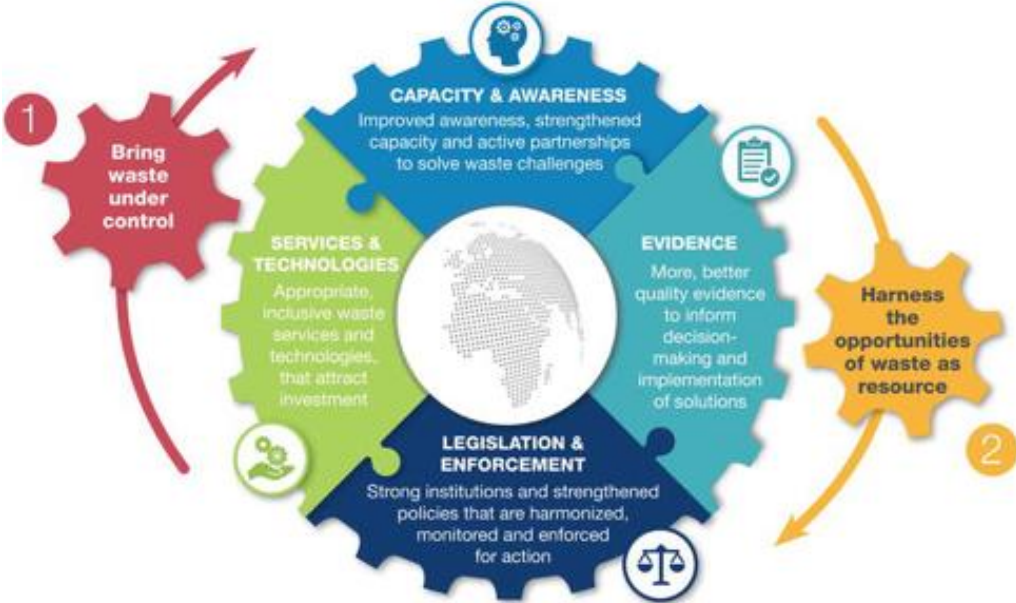 1
Bring
waste
under
control
CAPACITY & AWARENESS
Improved awareness, strengthened
capacity and active partnerships
to solve waste challenges
SERVICES &
TECHNOLOGIES
Appropriate,
inclusive waste
services and
technologies,
that attract
investment
EVIDENCE
More, better
quality evidence
to inform
decision-
making and
implementation
of solutions
LEGISLATION &
ENFORCEMENT
Strong institutions and strengthened
policies that are harmonized,
monitored and enforced
for action
Harness
the
opportunities
of waste as
resource
2